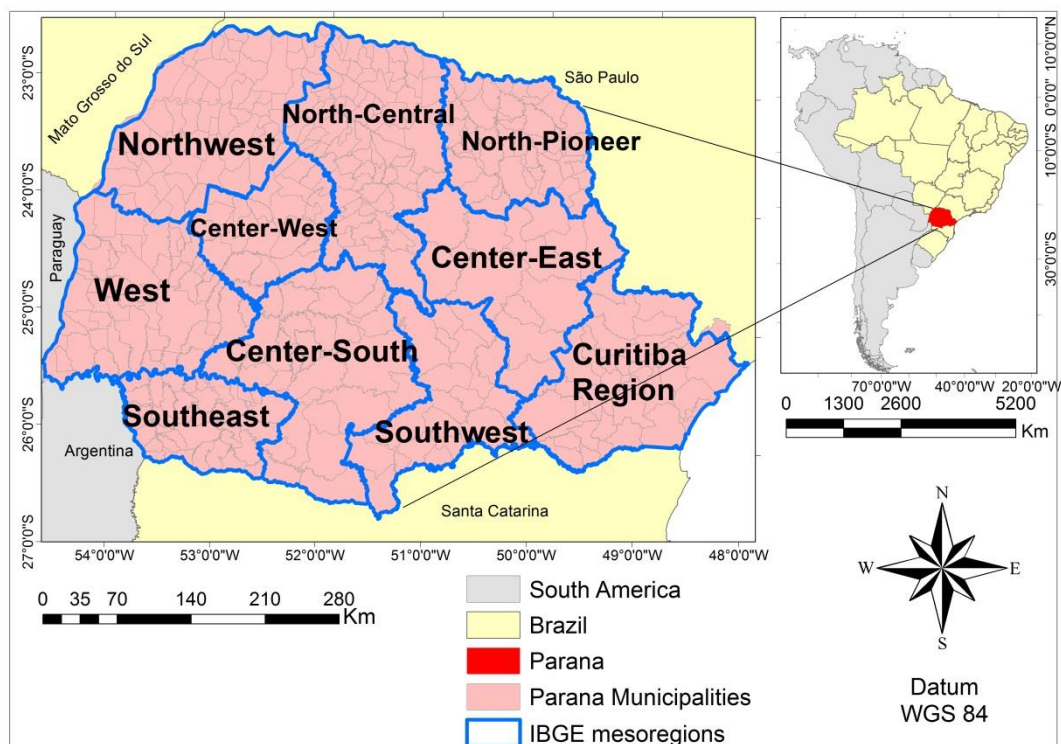 Mato Grosso do Sul
São Paulo
Paraguay
Argentina
Santa Catarina
Northwest
North-Central
North-Pioneer
Center-West
Center-East
West
Center-South
Curitiba
Region
Southeast
Southwest
23°0'0"S
24°0'0"S
25°0'0"S
26°0'0"S
27°0'0"S
54°0'0"W 53°0'0"W 52°0'0"W 51°0'0"W 50°0'0"W 49°0'0"W 48°0'0"W
0 35 70 140 210 280
Km
10°0'0"N
0°0'0"
10°0'0"S
30°0'0"S
70°0'0"W 40°0'0"W 20°0'0"W
0 1300 2600 5200
Km
South America
Brazil
Parana
Parana Municipalities
IBGE mesoregions
N
W E
S
Datum
WGS 84